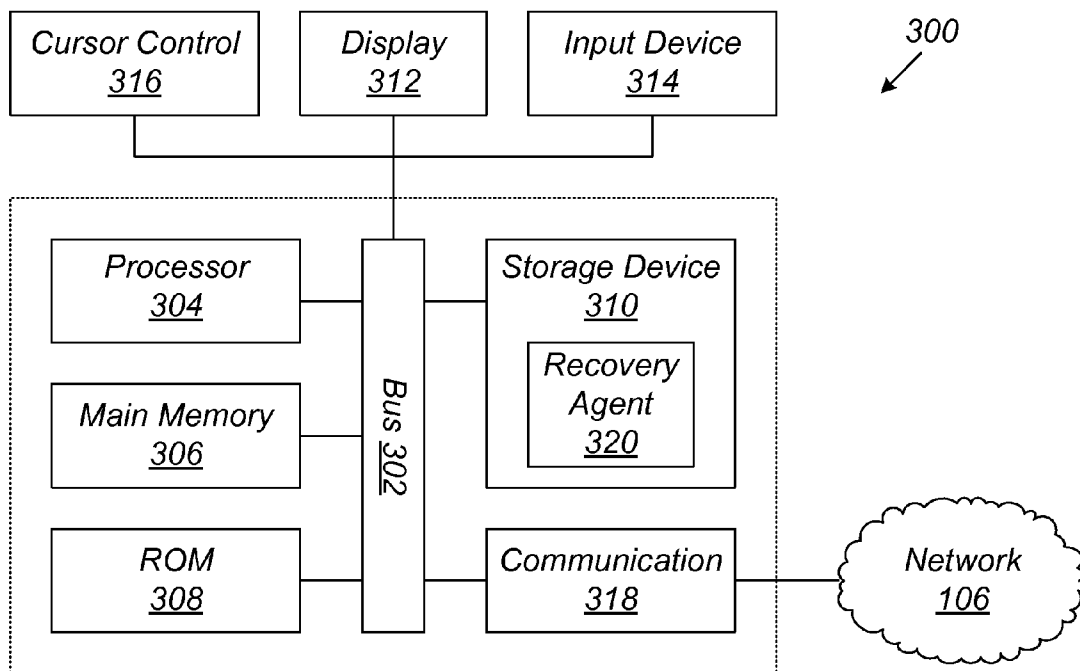 Cursor Control
316
Display
312
Input Device
314
300
Processor
304
Storage Device
310
Recovery
Agent
320
Main Memory
306
Bus 302
ROM
308
Communication
318
Network
106